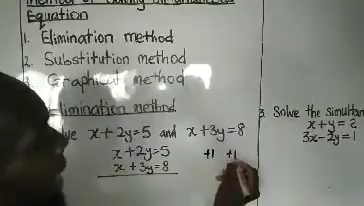 Equation
1. Elimination method
2. Substitution method
Graphical method
Elimination method
x+2y=5 and x+3y=8
x+2y=5 +1 +1
x+3y=8
3. Solve the
x+y=2
3x-2y=1